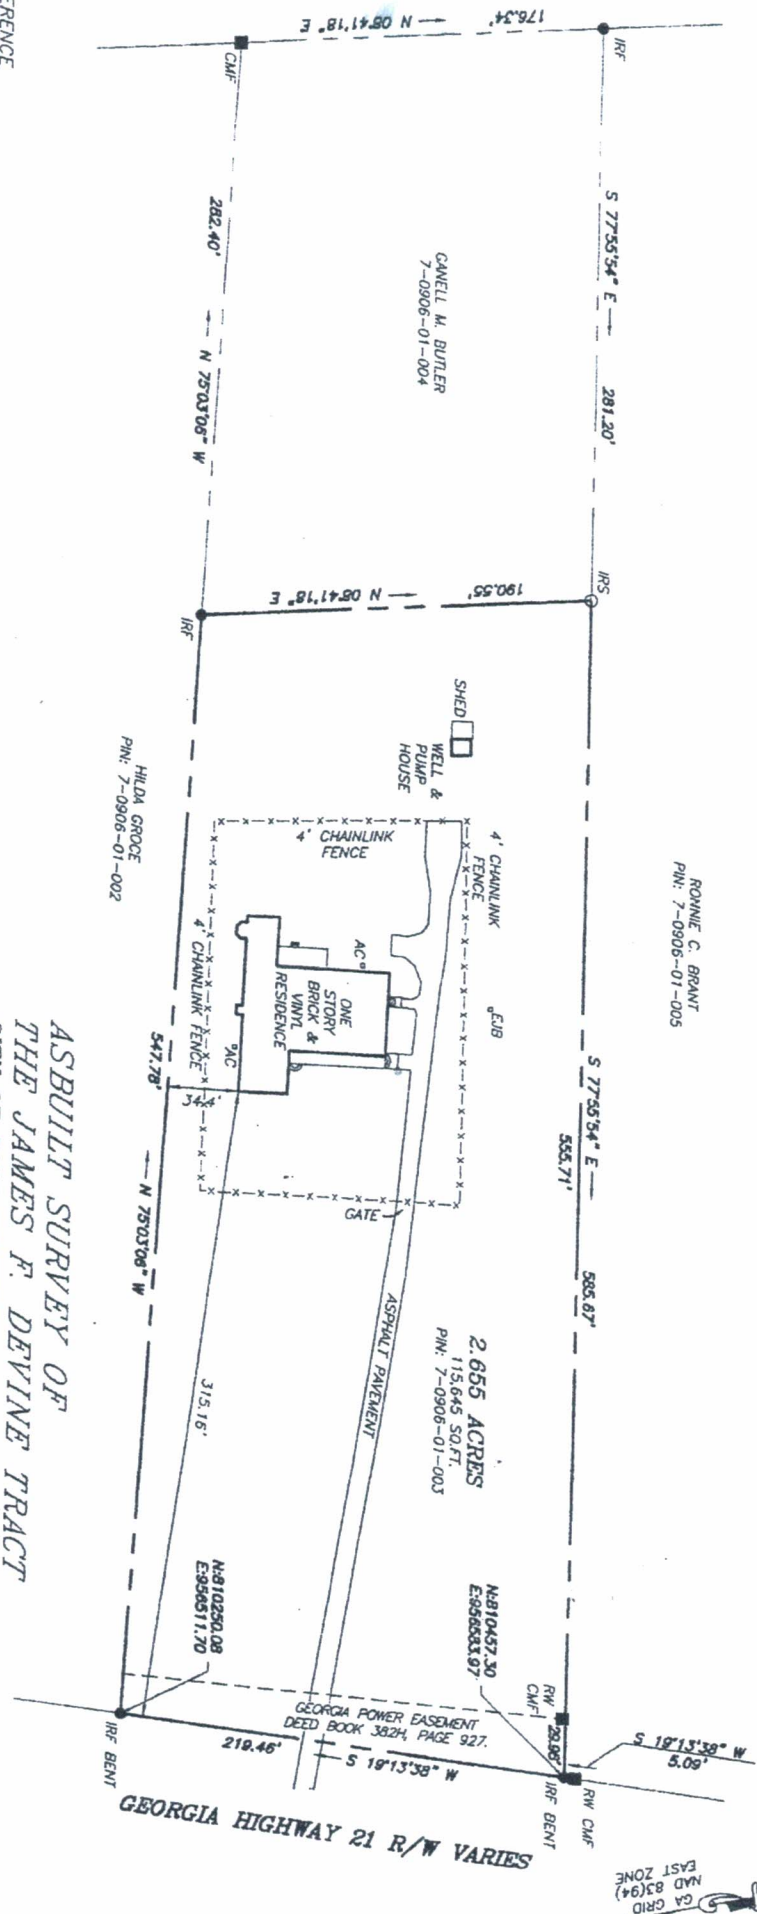 176.34'
N 08°41'18" E
IRF
CMF
S 77°55'54" E
281.20'
282.40'
N 75°03'06" W
GANELL M. BUTLER
7-0906-01-004
IRS
190.55'
N 08°41'18" E
IRF
SHED
WELL &
PUMP
HOUSE
4' CHAINLINK
FENCE
4' CHAINLINK
FENCE
4' CHAINLINK FENCE
RONNIE C. BRANT
PIN: 7-0906-01-005
HILDA GROCE
PIN: 7-0906-01-002
AC
ONE
STORY
BRICK &
VINYL
RESIDENCE
AC
EJB
34.4'
547.78'
N 75°03'06" W
S 77°55'54" E
555.71'
585.67'
GATE
ASPHALT PAVEMENT
2.655 ACRES
115,645 SQ.FT.
PIN: 7-0906-01-003
315.16'
N:810250.08
E:956511.70
N:810457.30
E:956583.97
RW
CMF
29.96'
S 19°13'38" W
5.09'
GEORGIA POWER EASEMENT
DEED BOOK 382H, PAGE 927.
219.46'
S 19°13'38" W
IRF BENT
IRF BENT
RW CMF
GEORGIA HIGHWAY 21 R/W VARIES
ASBUILT SURVEY OF
THE JAMES F. DEVINE TRACT
GA GRID
NAD 83(94)
EAST ZONE